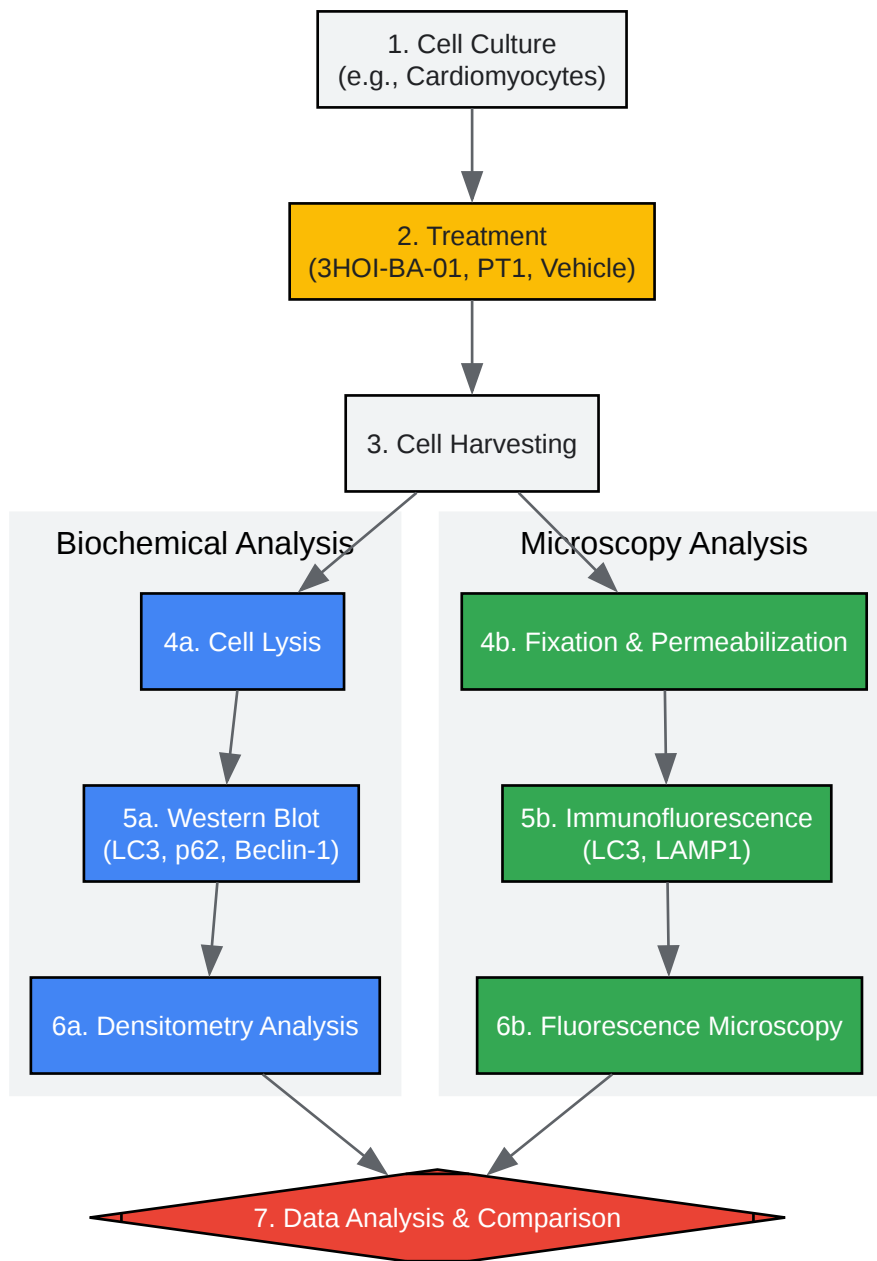 1. Cell Culture
(e.g., Cardiomyocytes)
2. Treatment
(3HOI-BA-01, PT1, Vehicle)
3. Cell Harvesting
Biochemical Analysis
4a. Cell Lysis
5a. Western Blot
(LC3, p62, Beclin-1)
6a. Densitometry Analysis
Microscopy Analysis
4b. Fixation & Permeabilization
5b. Immunofluorescence
(LC3, LAMP1)
6b. Fluorescence Microscopy
7. Data Analysis & Comparison